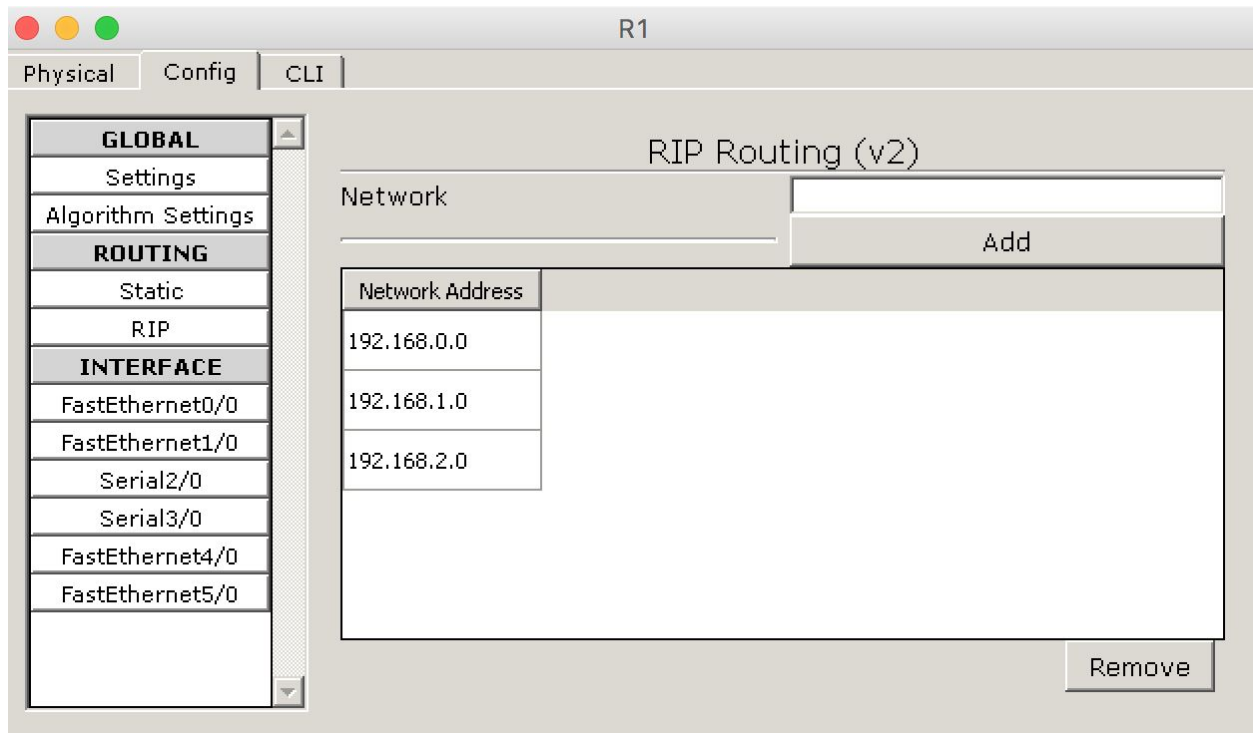 R1
Physical Config CLI
GLOBAL
Settings
Algorithm Settings
ROUTING
Static
RIP
INTERFACE
FastEthernet0/0
FastEthernet1/0
Serial2/0
Serial3/0
FastEthernet4/0
FastEthernet5/0
RIP Routing (v2)
Network
Add
Network Address
192.168.0.0
192.168.1.0
192.168.2.0
Remove